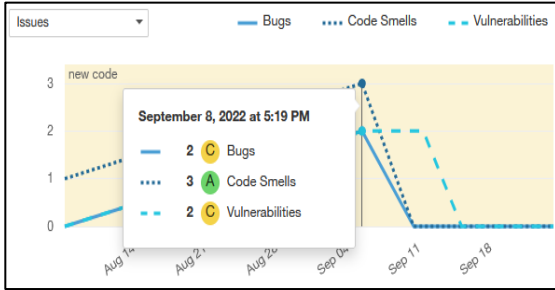 Issues
Bugs
Code Smells
Vulnerabilities
new code
3
2
1
0
September 8, 2022 at 5:19 PM
2 C Bugs
3 A Code Smells
2 C Vulnerabilities
Aug 14
Aug 21
Aug 28
Sep 04
Sep 11
Sep 18